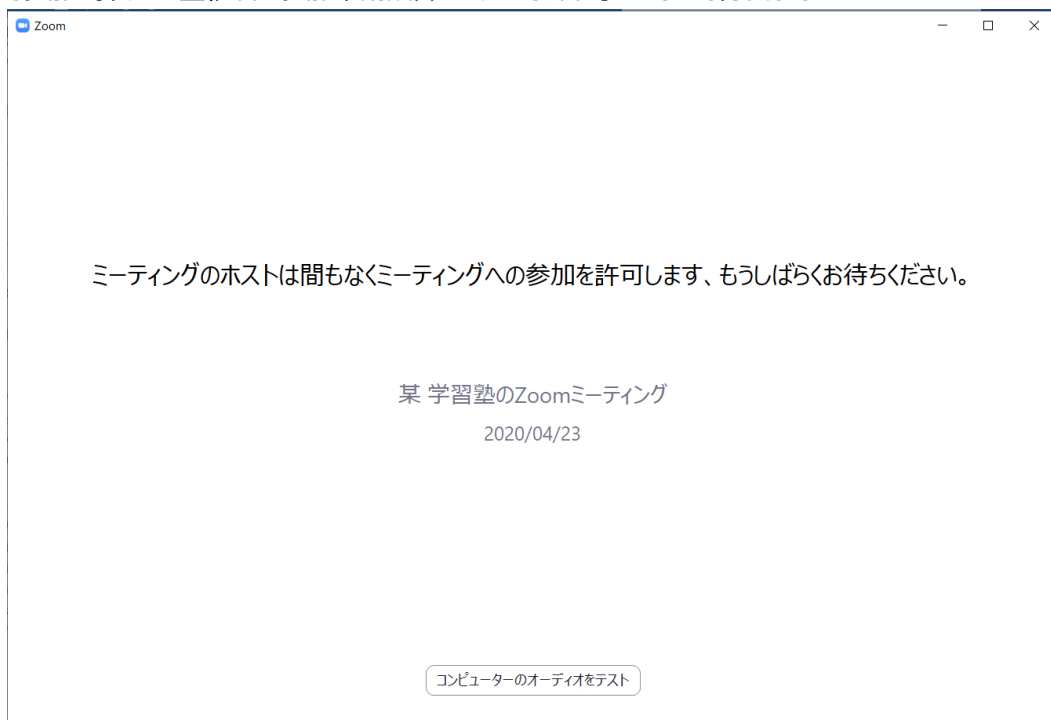 Zoom
ミーティングのホストは間もなくミーティングへの参加を許可します、もうしばらくお待ちください。
某 学習塾のZoomミーティング
2020/04/23
コンピューターのオーディオをテスト